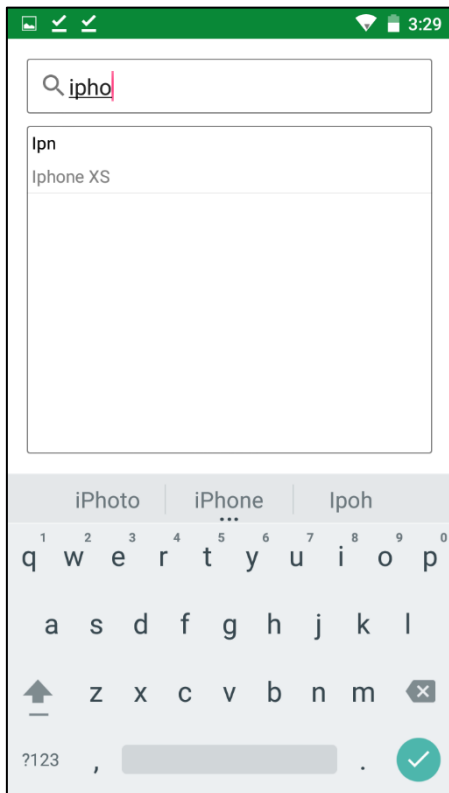 3:29
ipho
Ipn
Iphone XS
iPhoto iPhone Ipoh
1 2 3 4 5 6 7 8 9 0
q w e r t y u i o p
a s d f g h j k l
z x c v b n m
?123 , .